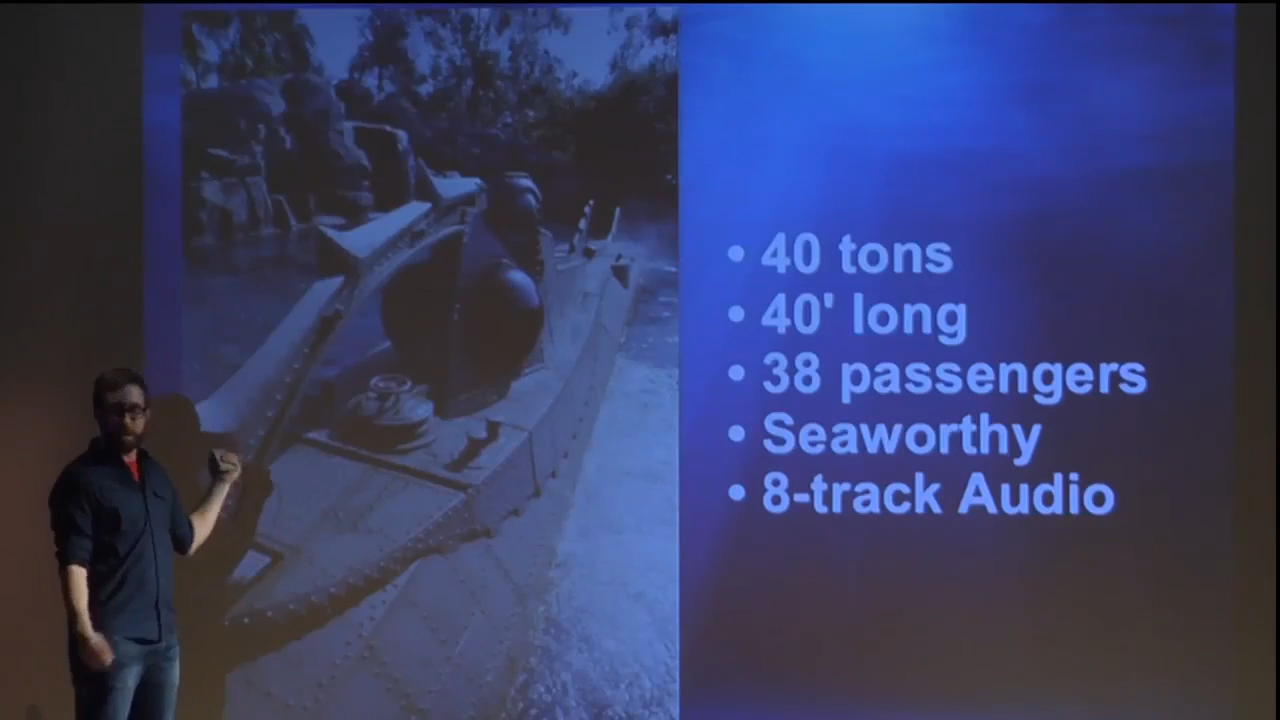 • 40 tons
• 40' long
• 38 passengers
• Seaworthy
• 8-track Audio